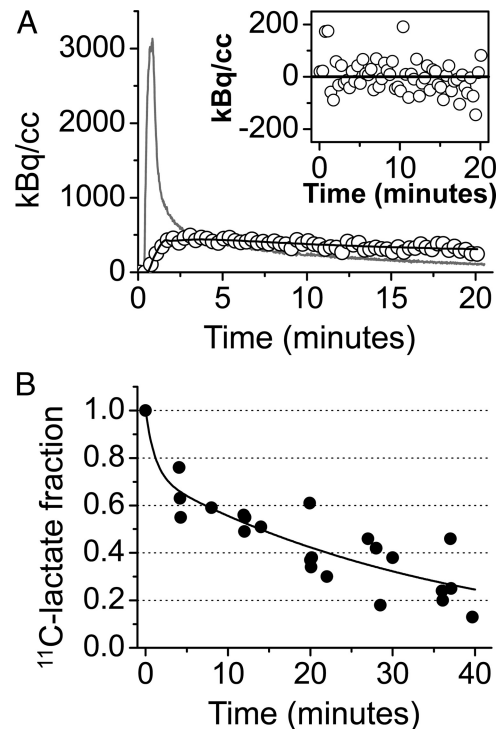 A
kBq/cc
3000
2000
1000
0
0 5 10 15 20
Time (minutes)
kBq/cc
200
0
-200
0 10 20
Time (minutes)
B
11C-lactate fraction
1.0
0.8
0.6
0.4
0.2
0.0
0 10 20 30 40
Time (minutes)